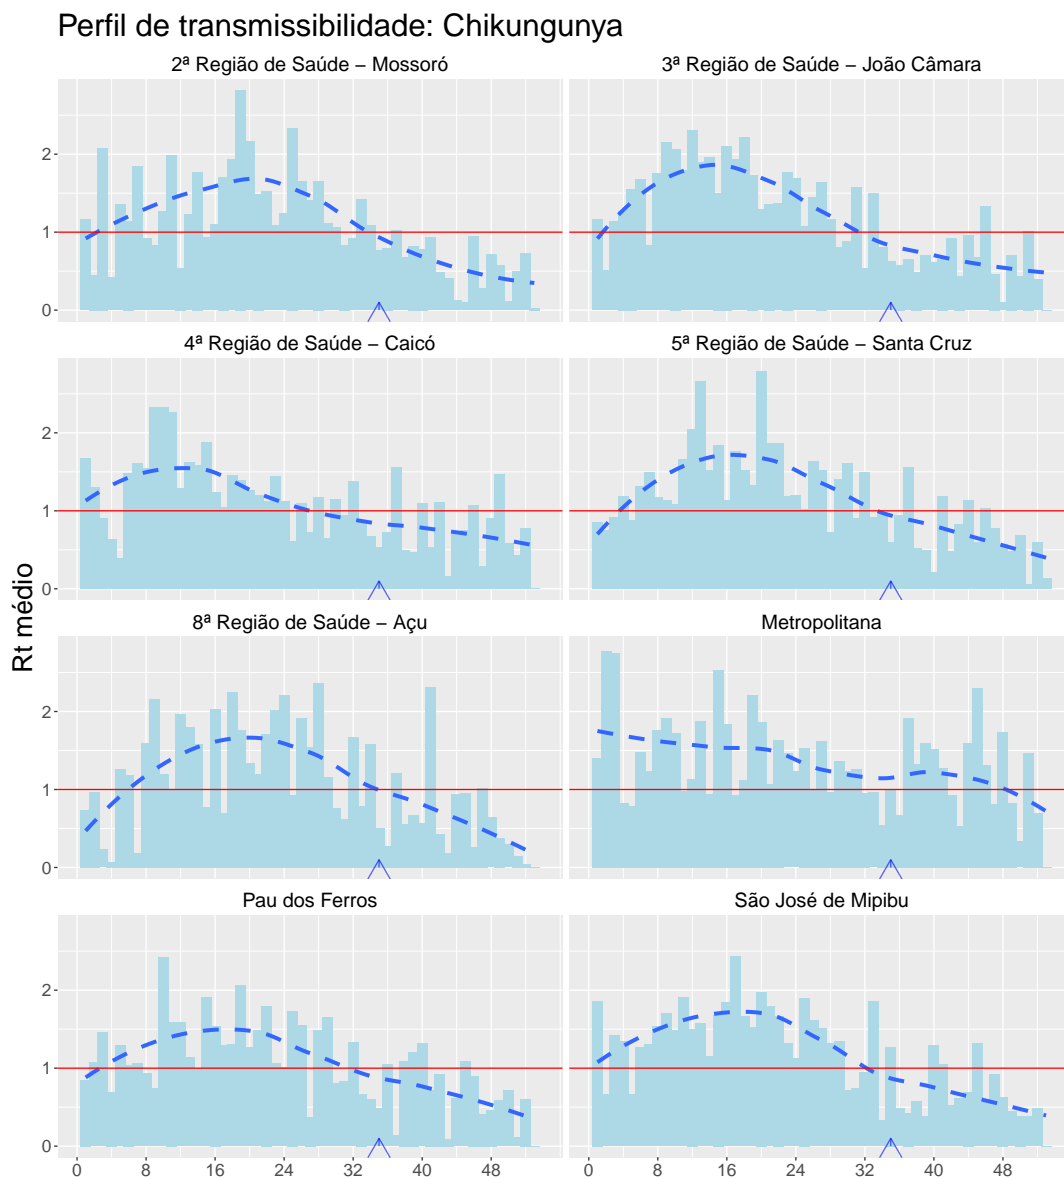 Perfil de transmissibilidade: Chikungunya
2ª Região de Saúde – Mossoró
3ª Região de Saúde – João Câmara
2
1
0
4ª Região de Saúde – Caicó
5ª Região de Saúde – Santa Cruz
2
1
0
Rt médio
8ª Região de Saúde – Açu
Metropolitana
2
1
0
Pau dos Ferros
São José de Mipibu
2
1
0
0 8 16 24 32 40 48
0 8 16 24 32 40 48